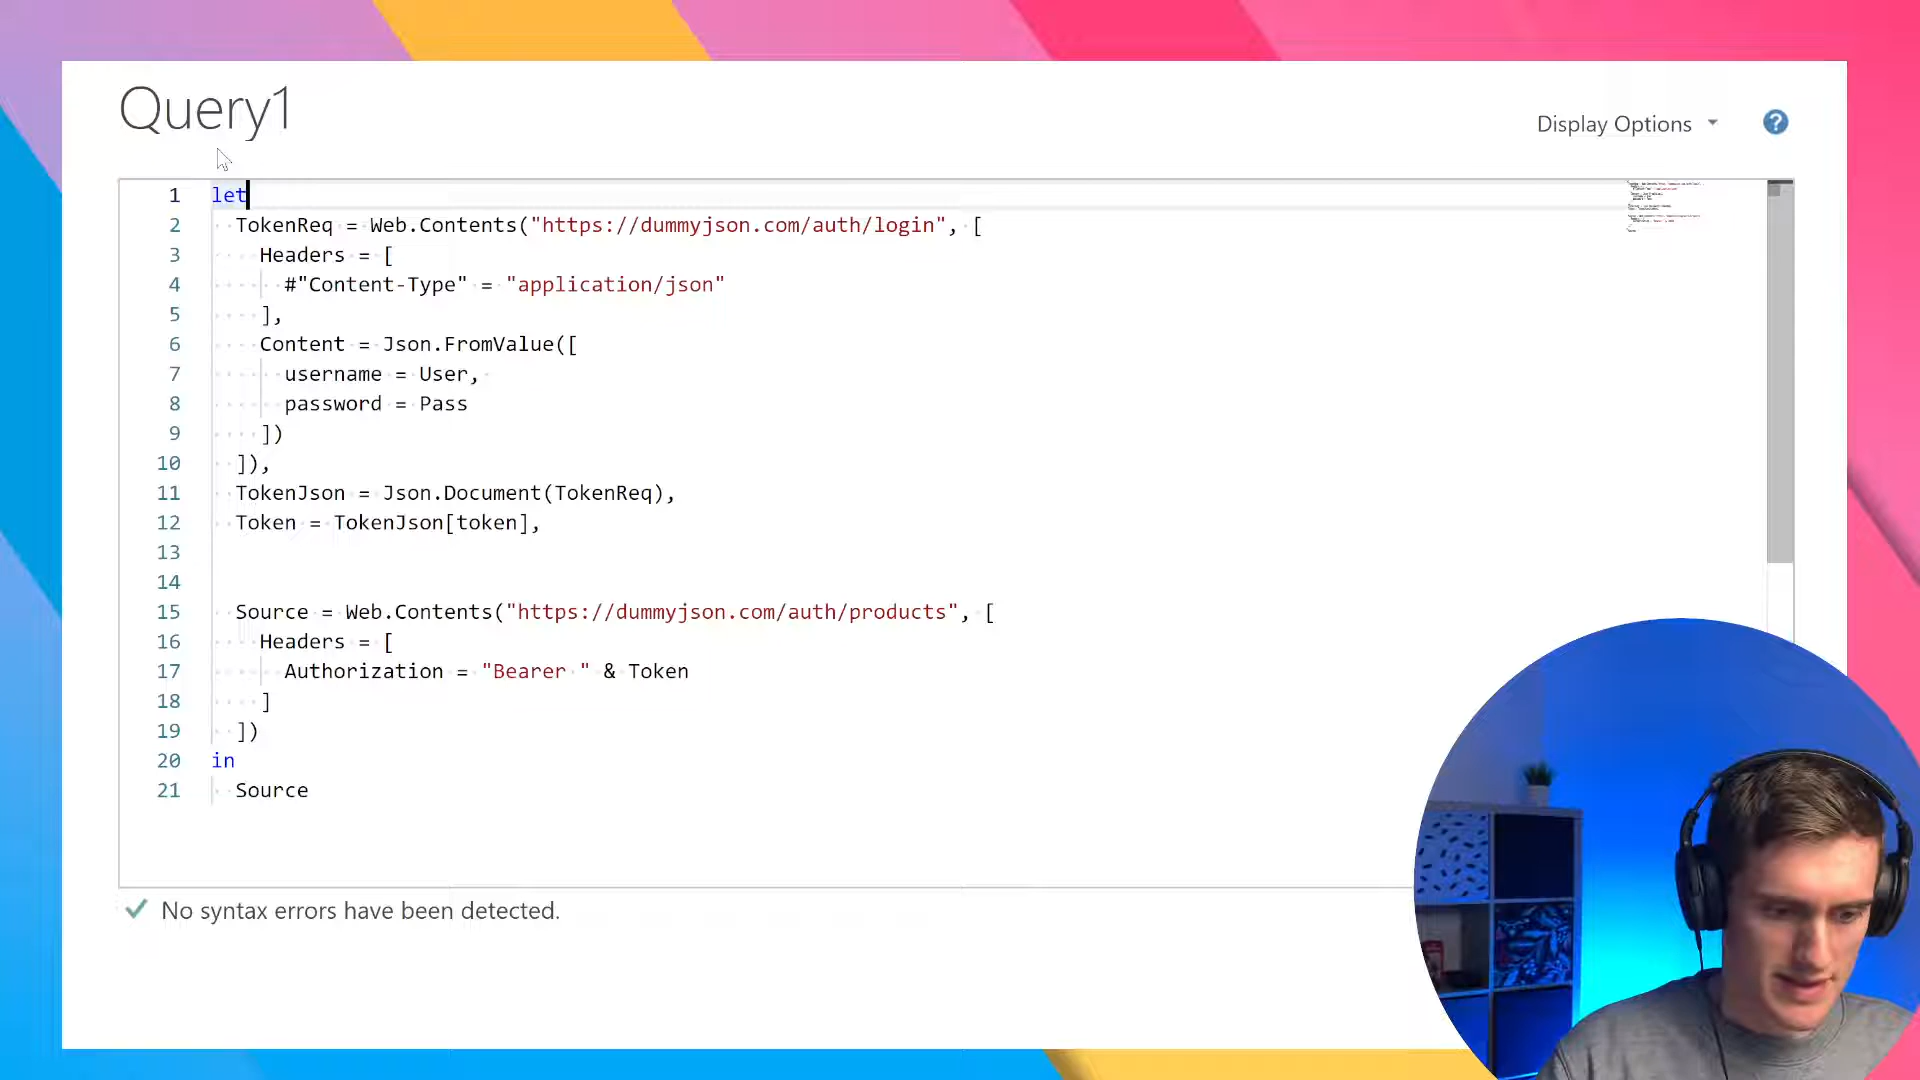 Query1
Display Options
?
1 let
2 TokenReq = Web.Contents("https://dummyjson.com/auth/login", [
3 Headers = [
4 #"Content-Type" = "application/json"
5 ],
6 Content = Json.FromValue([
7 username = User,
8 password = Pass
9 ])
10 ]),
11 TokenJson = Json.Document(TokenReq),
12 Token = TokenJson[token],
13
14
15 Source = Web.Contents("https://dummyjson.com/auth/products", [
16 Headers = [
17 Authorization = "Bearer " & Token
18 ]
19 ])
20 in
21 Source
No syntax errors have been detected.